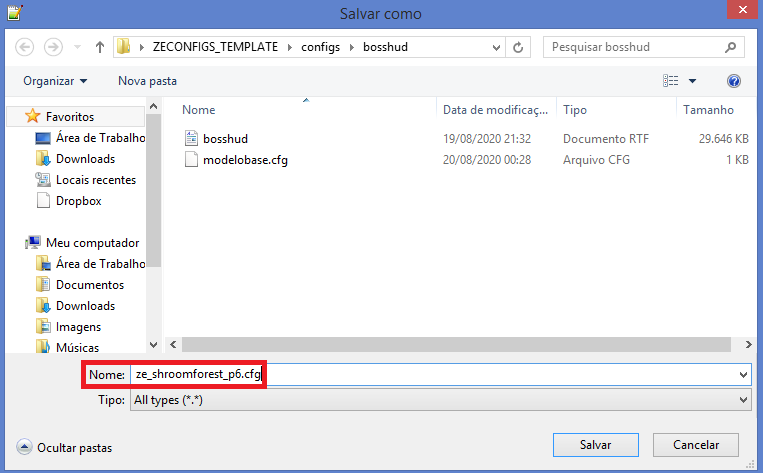 Salvar como
ZECONFIGS_TEMPLATE configs bosshud
Pesquisar bosshud
Organizar Nova pasta
Nome Data de modificaç... Tipo Tamanho
Favoritos
Área de Trabalho
Downloads
Locais recentes
Dropbox
Meu computador
Área de Trabalho
Documentos
Downloads
Imagens
Músicas
bosshud 19/08/2020 21:32 Documento RTF 29.646 KB
modelobase.cfg 20/08/2020 00:28 Arquivo CFG 1 KB
Nome: ze_shroomforest_p6.cfg
Tipo: All types (*.*)
Ocultar pastas
Salvar Cancelar